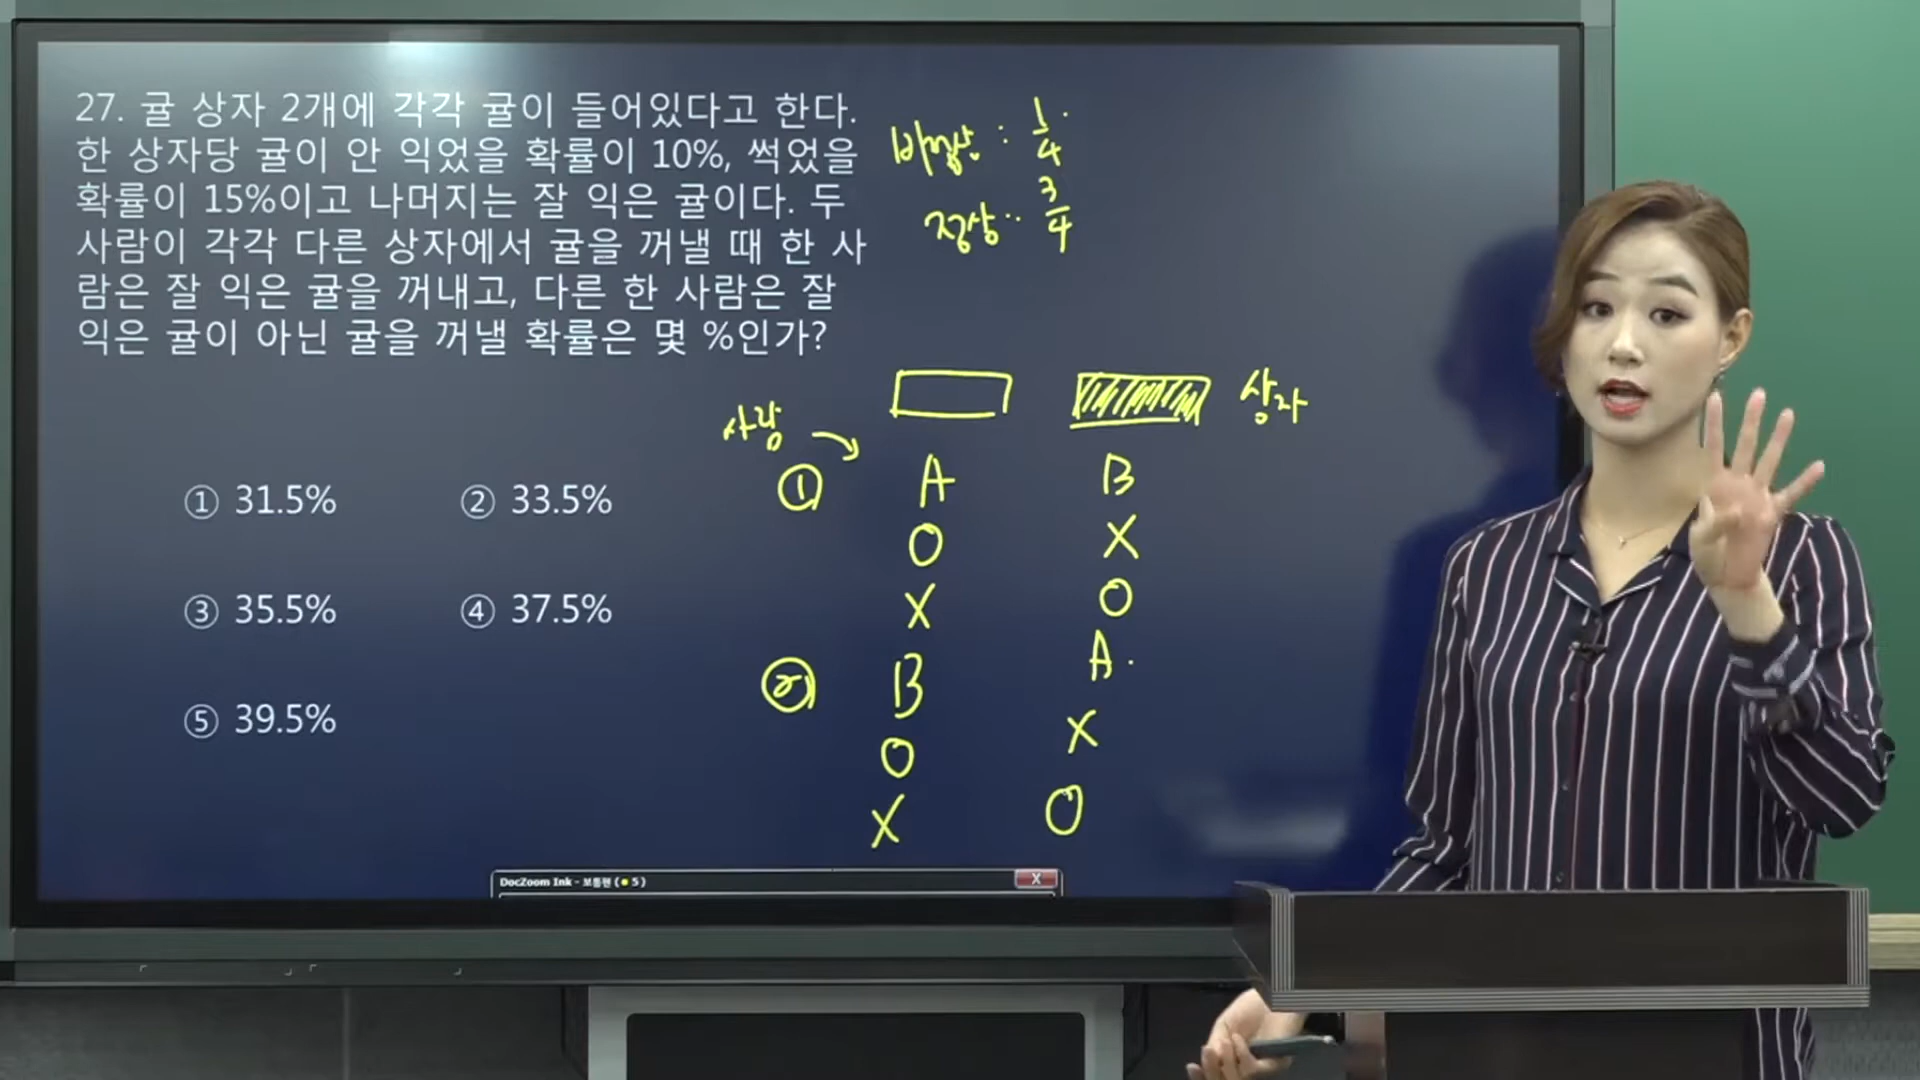 27. 귤 상자 2개에 각각 귤이 들어있다고 한다.
한 상자당 귤이 안 익었을 확률이 10%, 썩었을
확률이 15%이고 나머지는 잘 익은 귤이다. 두
사람이 각각 다른 상자에서 귤을 꺼낼 때 한 사
람은 잘 익은 귤을 꺼내고, 다른 한 사람은 잘
익은 귤이 아닌 귤을 꺼낼 확률은 몇 %인가?
① 31.5% ② 33.5%
③ 35.5% ④ 37.5%
⑤ 39.5%
비정상 : 1/4
정상 : 3/4
상자
사람
① A B
O X
X O
② B A
O X
X O
DocZoom Ink - 보통펜 ( 5 ) X